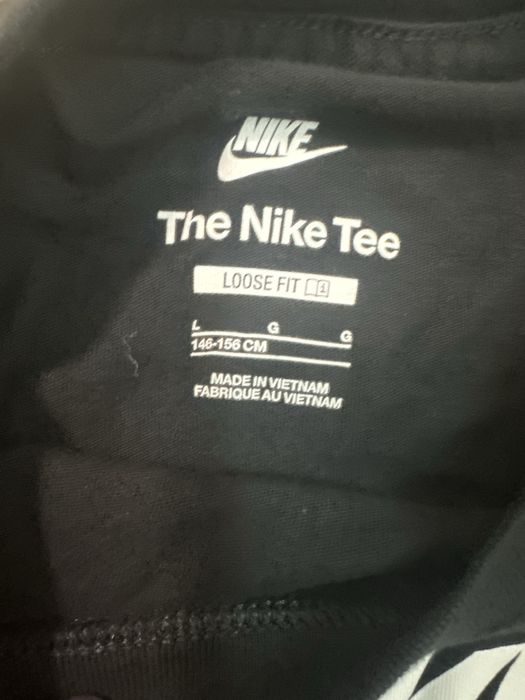 NIKE
The Nike Tee
LOOSE FIT
L G G
146-156 CM
MADE IN VIETNAM
FABRIQUE AU VIETNAM